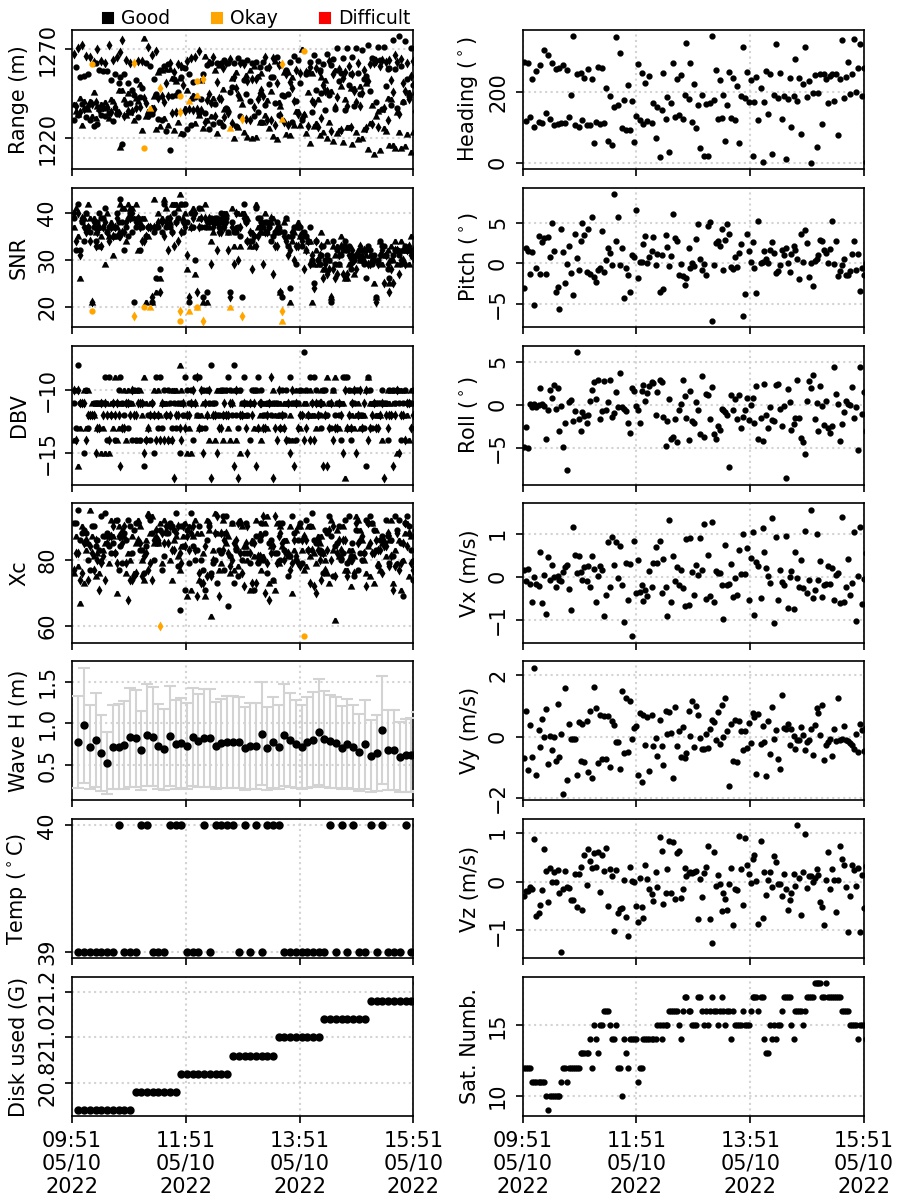 Good Okay Difficult
Range (m)
170
1220
Heading (°)
200
0
SNR
40
30
20
Pitch (°)
5
0
−5
DBV
−10
−15
Roll (°)
5
0
−5
Xc
80
60
Vx (m/s)
1
0
−1
Wave H (m)
1.5
1.0
0.5
Vy (m/s)
2
0
−2
Temp (°C)
40
39
Vz (m/s)
1
0
−1
Disk used (G)
21.2
21.0
20.8
Sat. Numb.
15
10
09:51 11:51 13:51 15:51
05/10 05/10 05/10 05/10
2022 2022 2022 2022
09:51 11:51 13:51 15:51
05/10 05/10 05/10 05/10
2022 2022 2022 2022